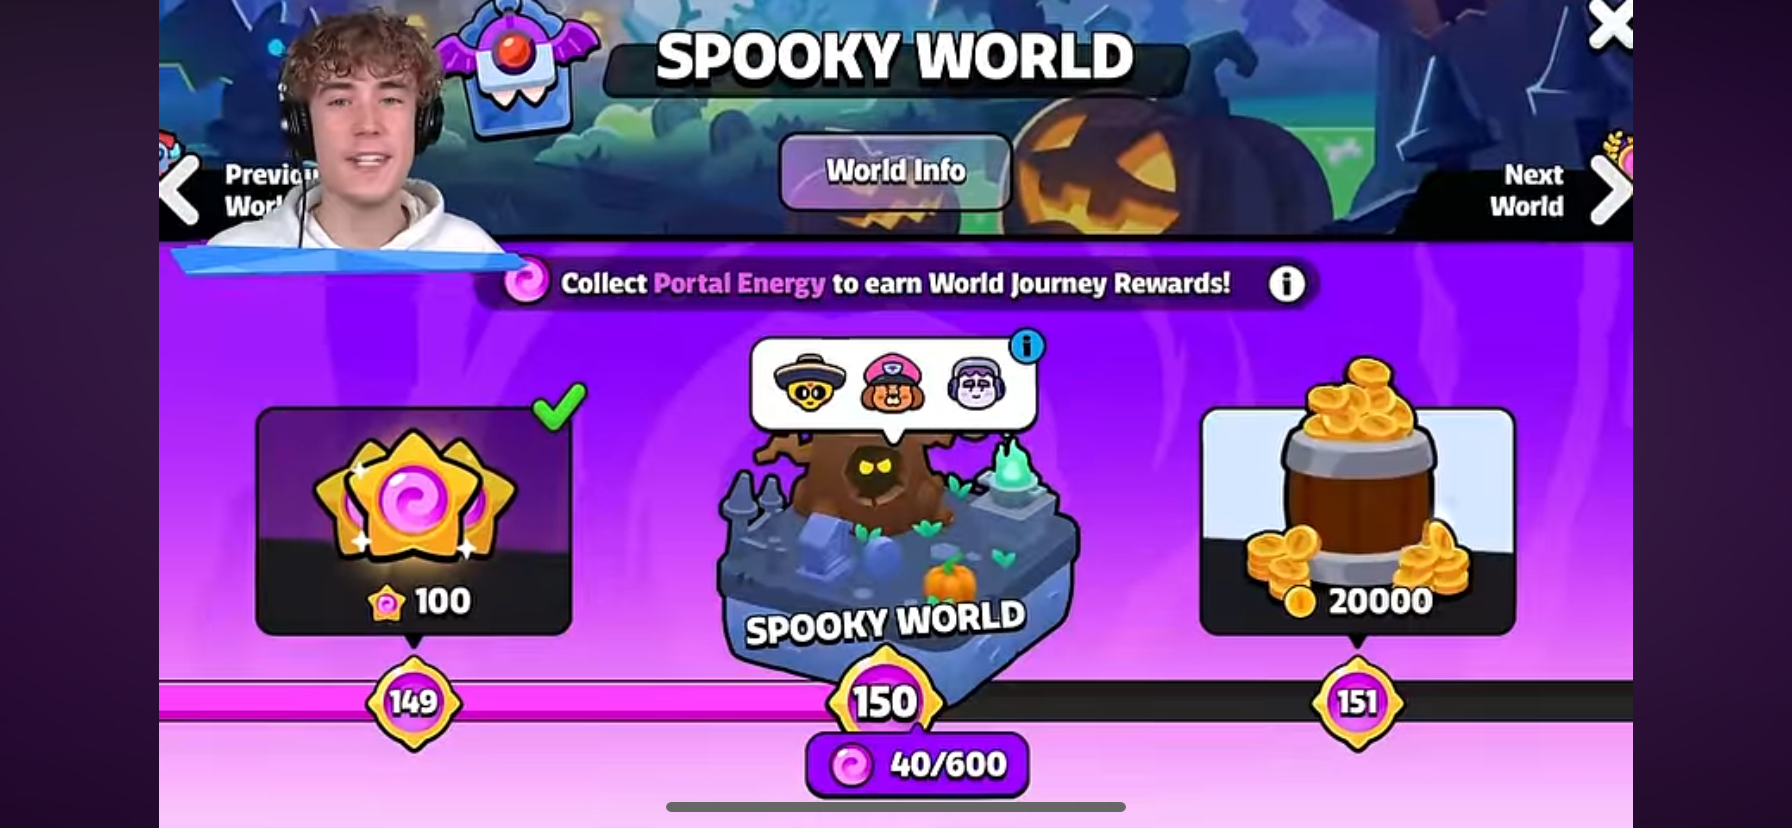 SPOOKY WORLD
World Info
Next
World
Collect Portal Energy to earn World Journey Rewards!
100
20000
SPOOKY WORLD
149
150
151
40/600